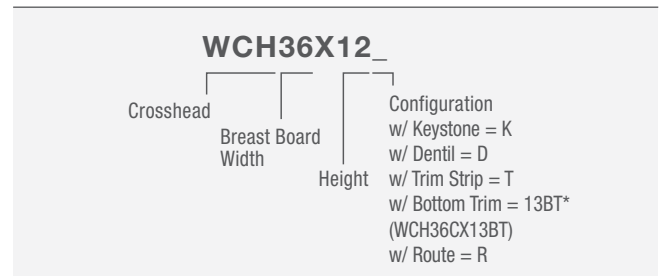 WCH36X12_
Crosshead
Breast Board
Width
Height
Configuration
w/ Keystone = K
w/ Dentil = D
w/ Trim Strip = T
w/ Bottom Trim = 13BT*
(WCH36CX13BT)
w/ Route = R